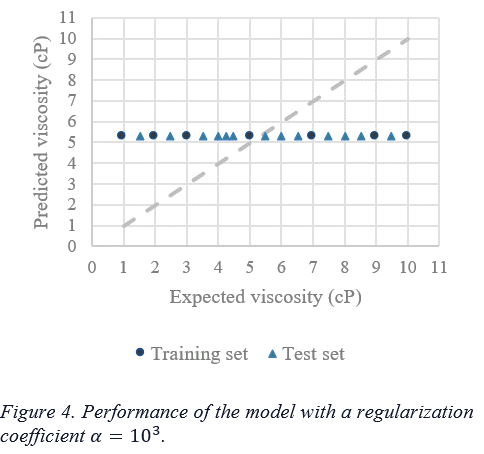 11
10
9
8
7
6
5
4
3
2
1
0
Predicted viscosity (cP)
0 1 2 3 4 5 6 7 8 9 10 11
Expected viscosity (cP)
Training set Test set
Figure 4. Performance of the model with a regularization
coefficient α = 10³.